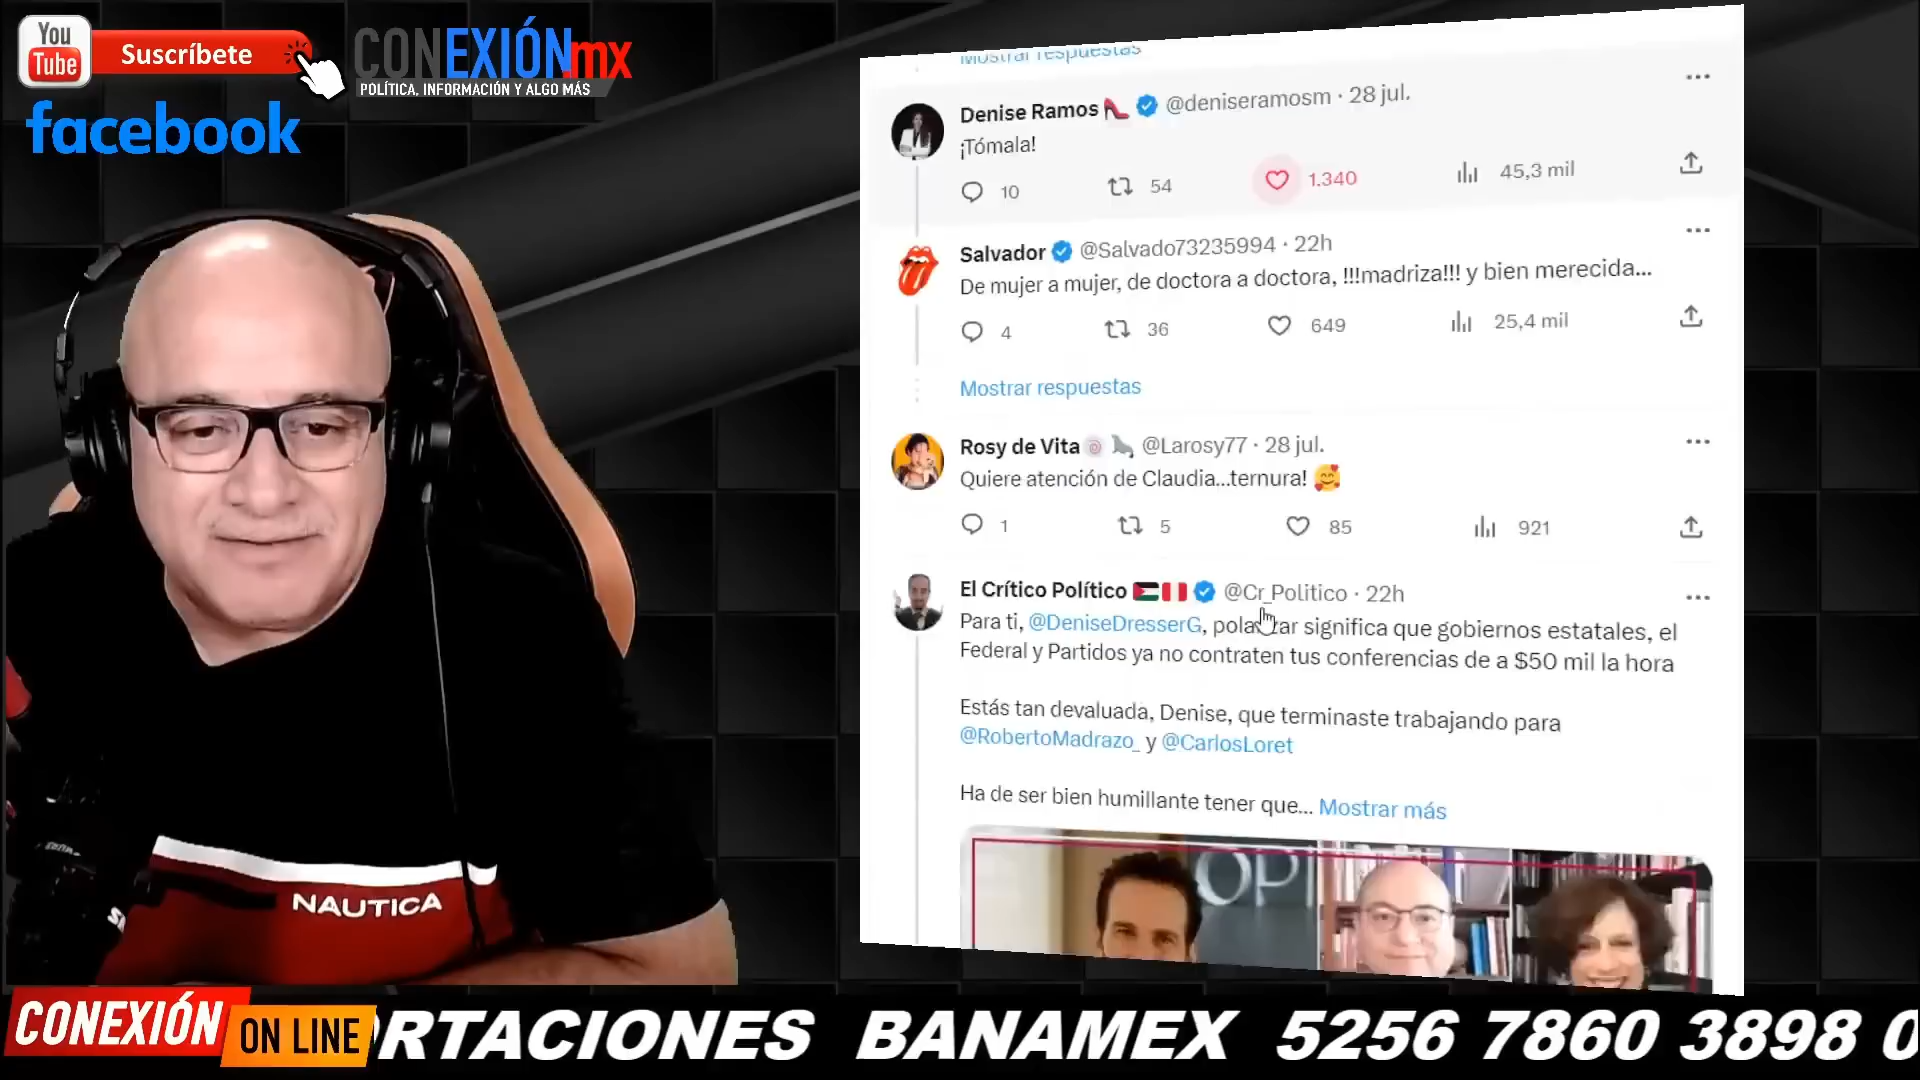 You
Tube
Suscríbete
CONEXIÓNmx
POLÍTICA, INFORMACIÓN Y ALGO MÁS
facebook
Mostrar respuestas
Denise Ramos @deniseramosm · 28 jul.
¡Tómala!
10 54 1.340 45,3 mil
Salvador @Salvado73235994 · 22h
De mujer a mujer, de doctora a doctora, !!!madriza!!! y bien merecida...
4 36 649 25,4 mil
Mostrar respuestas
Rosy de Vita @Larosy77 · 28 jul.
Quiere atención de Claudia...ternura!
1 5 85 921
El Crítico Político @Cr_Politico · 22h
Para ti, @DeniseDresserG, polarizar significa que gobiernos estatales, el
Federal y Partidos ya no contraten tus conferencias de a $50 mil la hora
Estás tan devaluada, Denise, que terminaste trabajando para
@RobertoMadrazo_ y @CarlosLoret
Ha de ser bien humillante tener que... Mostrar más
OPI
NAUTICA
CONEXIÓN
ON LINE
RTACIONES BANAMEX 5256 7860 3898 0